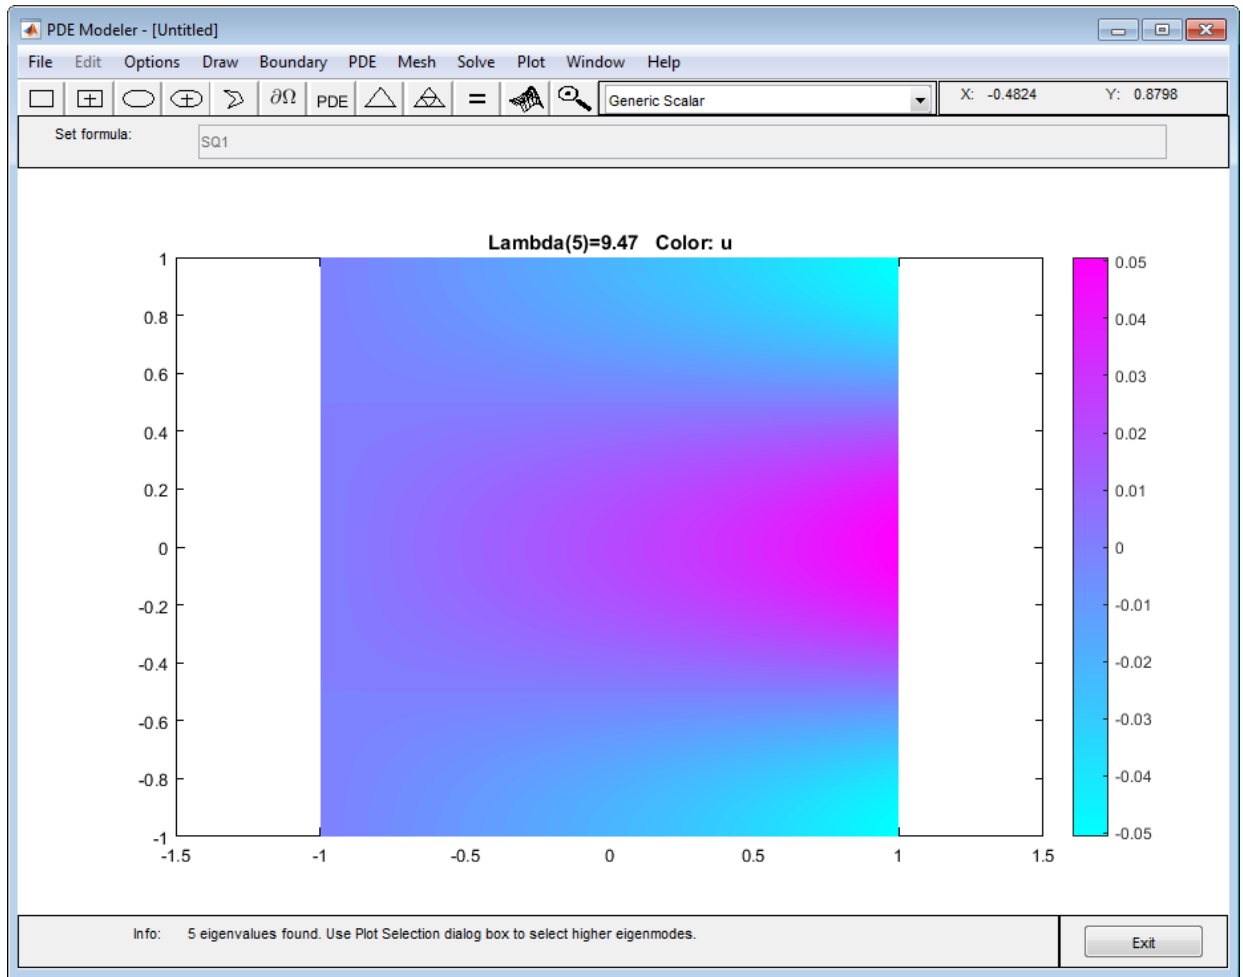 PDE Modeler - [Untitled]
File Edit Options Draw Boundary PDE Mesh Solve Plot Window Help
∂Ω PDE = Generic Scalar X: -0.4824 Y: 0.8798
Set formula: SQ1
Lambda(5)=9.47 Color: u
1
0.8
0.6
0.4
0.2
0
-0.2
-0.4
-0.6
-0.8
-1
-1.5 -1 -0.5 0 0.5 1 1.5
0.05
0.04
0.03
0.02
0.01
0
-0.01
-0.02
-0.03
-0.04
-0.05
Info: 5 eigenvalues found. Use Plot Selection dialog box to select higher eigenmodes.
Exit